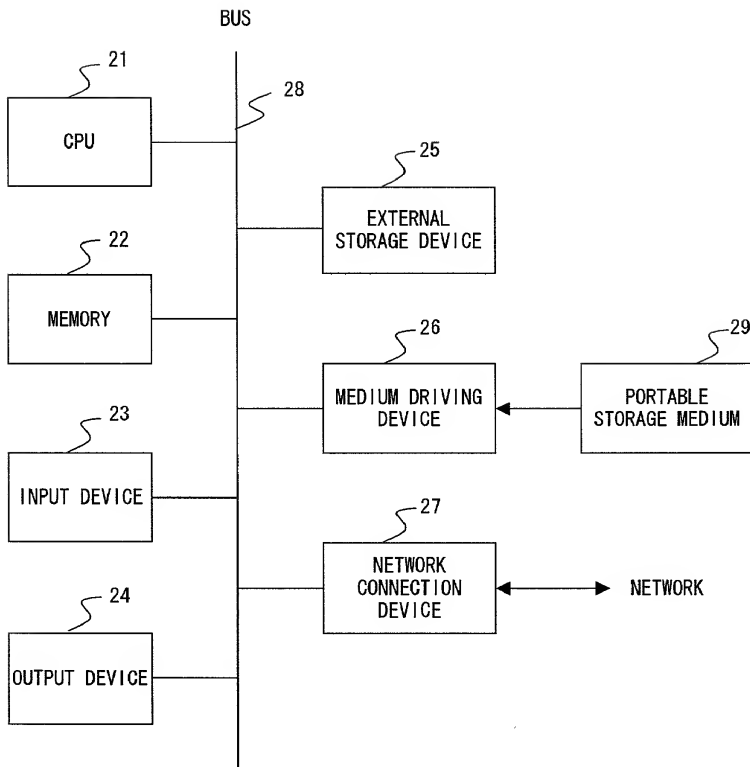 BUS
21
CPU
28
25
EXTERNAL
STORAGE DEVICE
22
MEMORY
26
MEDIUM DRIVING
DEVICE
29
PORTABLE
STORAGE MEDIUM
23
INPUT DEVICE
27
NETWORK
CONNECTION
DEVICE
NETWORK
24
OUTPUT DEVICE